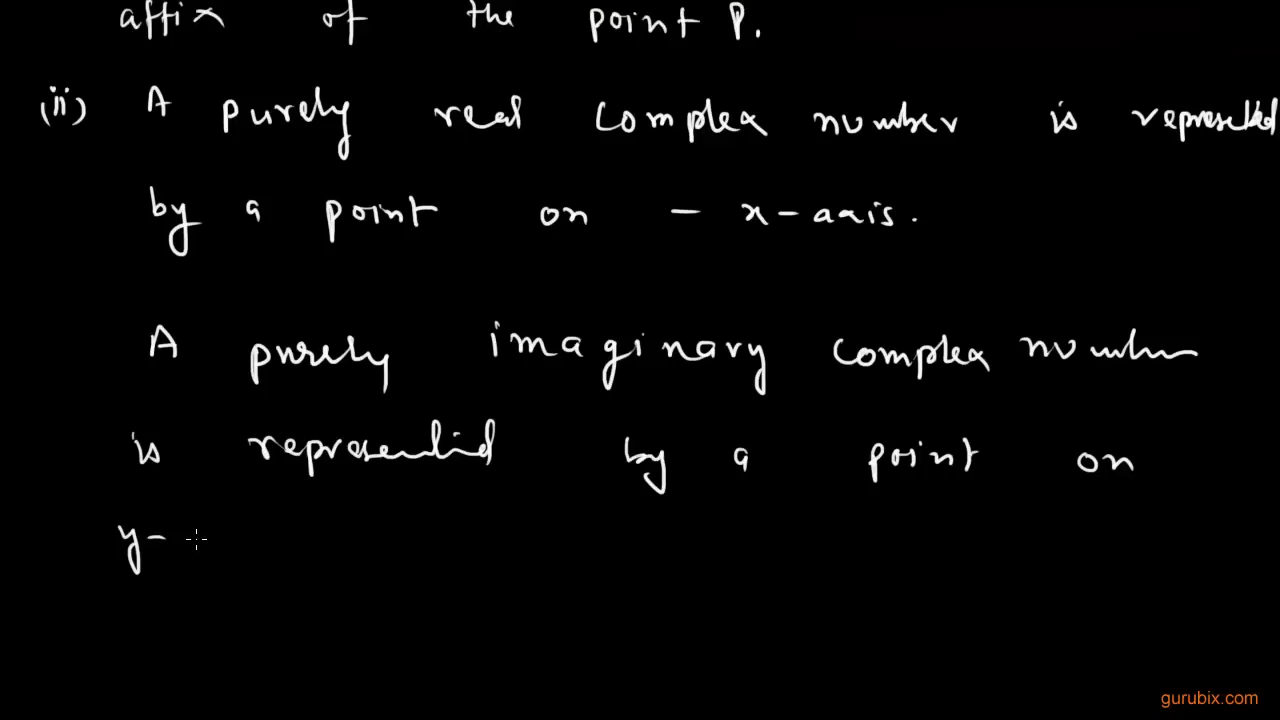 affix of the point P.
(ii) A purely real complex number is represented
by a point on - x-axis.
A purely imaginary complex number
is represented by a point on
y-
gurubix.com